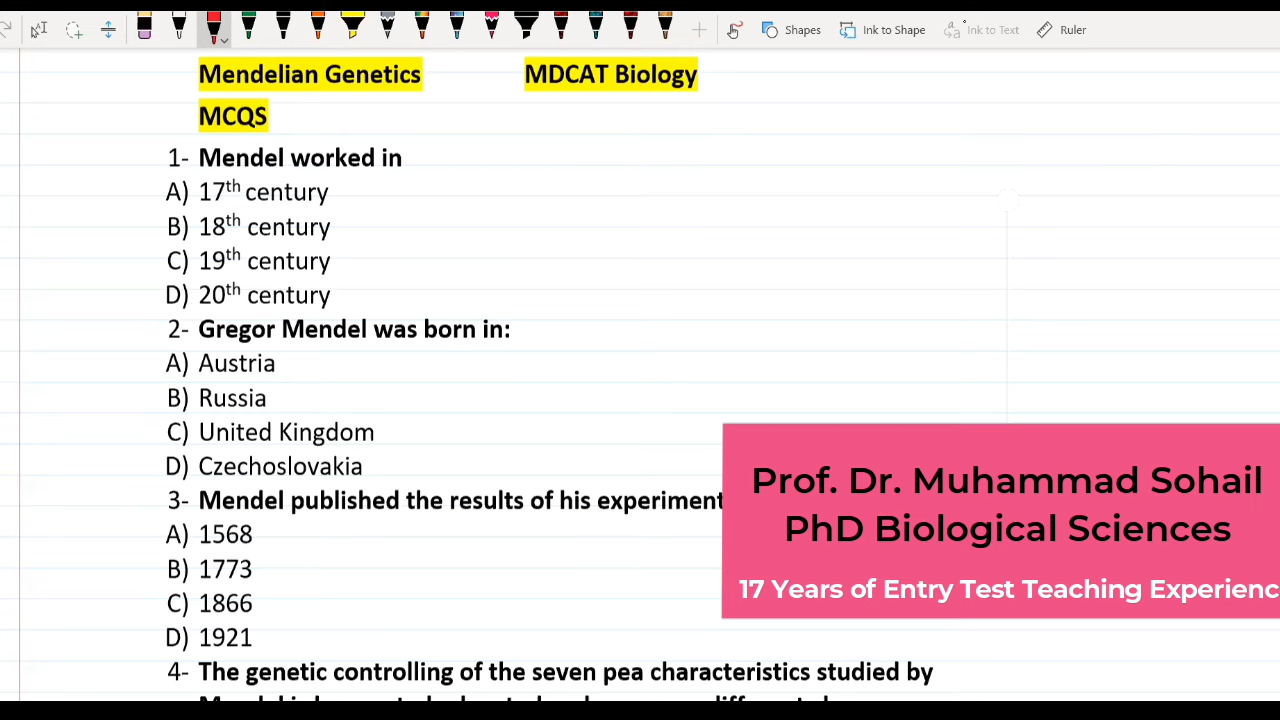 Shapes Ink to Shape Ink to Text Ruler
Mendelian Genetics MDCAT Biology
MCQS
1- Mendel worked in
A) 17th century
B) 18th century
C) 19th century
D) 20th century
2- Gregor Mendel was born in:
A) Austria
B) Russia
C) United Kingdom
D) Czechoslovakia
3- Mendel published the results of his experiment
A) 1568
B) 1773
C) 1866
D) 1921
4- The genetic controlling of the seven pea characteristics studied by
Prof. Dr. Muhammad Sohail
PhD Biological Sciences
17 Years of Entry Test Teaching Experienc